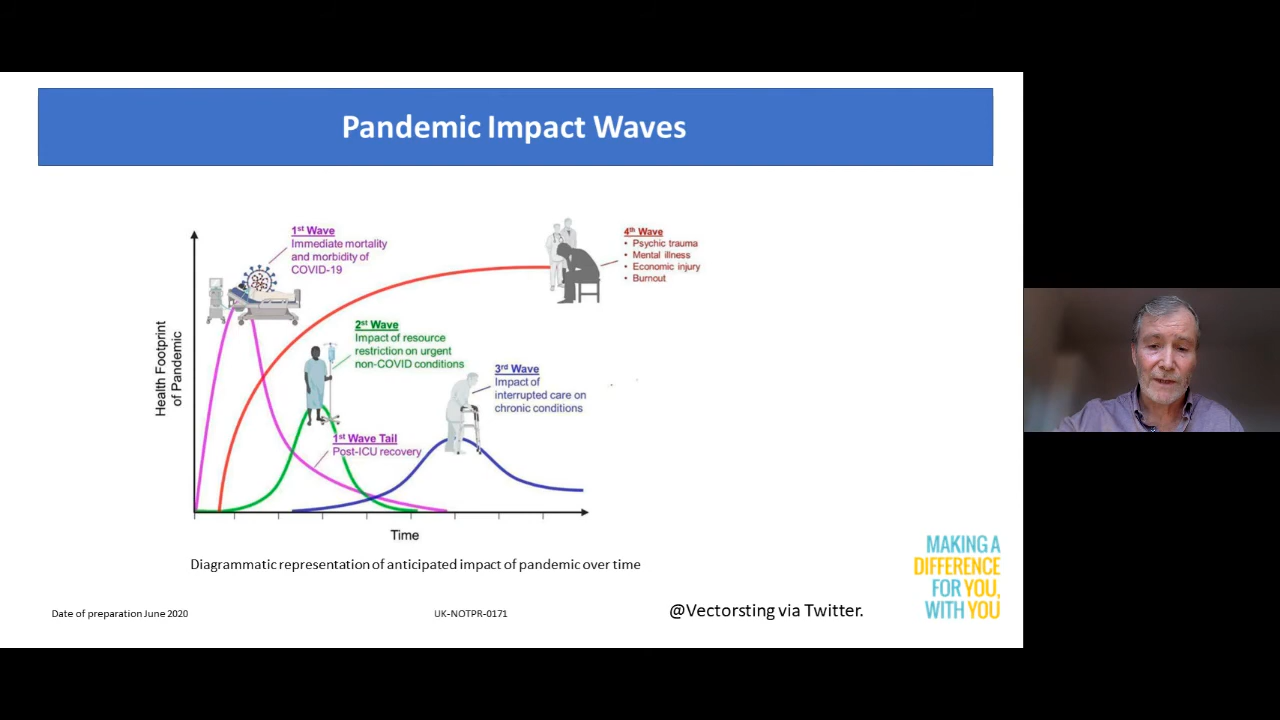 Pandemic Impact Waves
1st Wave
Immediate mortality
and morbidity of
COVID-19
4th Wave
• Psychic trauma
• Mental illness
• Economic injury
• Burnout
2st Wave
Impact of resource
restriction on urgent
non-COVID conditions
3rd Wave
Impact of
interrupted care on
chronic conditions
1st Wave Tail
Post-ICU recovery
Health Footprint
of Pandemic
Time
Diagrammatic representation of anticipated impact of pandemic over time
MAKING A
DIFFERENCE
FOR YOU,
WITH YOU
Date of preparation June 2020
UK-NOTPR-0171
@Vectorsting via Twitter.